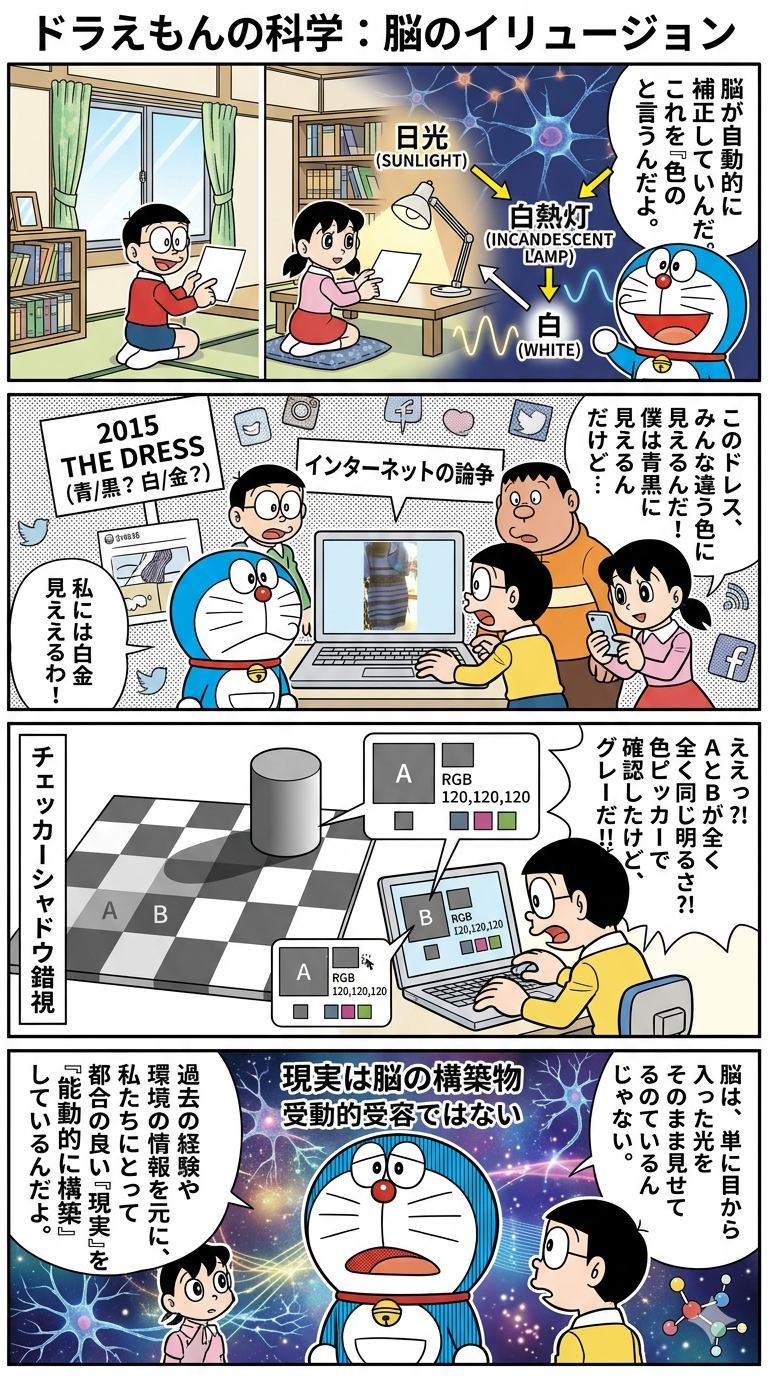 ドラえもんの科学：脳のイリュージョン
日光
(SUNLIGHT)
白熱灯
(INCANDESCENT
LAMP)
白
(WHITE)
脳が自動的に
補正していんだ。
これを『色の
と言うんだよ。
2015
THE DRESS
(青/黒? 白/金?)
インターネットの論争
このドレス、
みんな違う色に
見えるんだ！
僕は青黒に
見えるん
だけど…
私には白金
見ええるわ！
チェッカーシャドウ錯視
A
B
A
RGB
120,120,120
B
RGB
120,120,120
A
RGB
120,120,120
ええっ?!
AとBが全く
全く同じ明るさ?!
色ピッカーで
確認したけど、
グレーだ!!
現実は脳の構築物
受動的受容ではない
脳は、単に目から
入った光を
そのまま見せて
るのているん
じゃない。
過去の経験や
環境の情報を元に、
私たちにとって
都合の良い『現実』を
『能動的に構築』
しているんだよ。